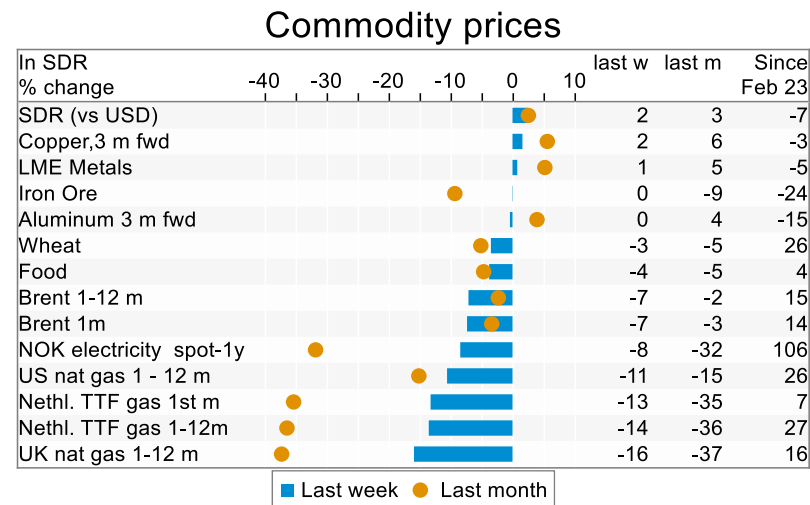 Commodity prices
In SDR last w last m Since
% change -40 -30 -20 -10 0 10 Feb 23
SDR (vs USD) 2 3 -7
Copper,3 m fwd 2 6 -3
LME Metals 1 5 -5
Iron Ore 0 -9 -24
Aluminum 3 m fwd 0 4 -15
Wheat -3 -5 26
Food -4 -5 4
Brent 1-12 m -7 -2 15
Brent 1m -7 -3 14
NOK electricity spot-1y -8 -32 106
US nat gas 1 - 12 m -11 -15 26
Nethl. TTF gas 1st m -13 -35 7
Nethl. TTF gas 1-12m -14 -36 27
UK nat gas 1-12 m -16 -37 16
Last week Last month